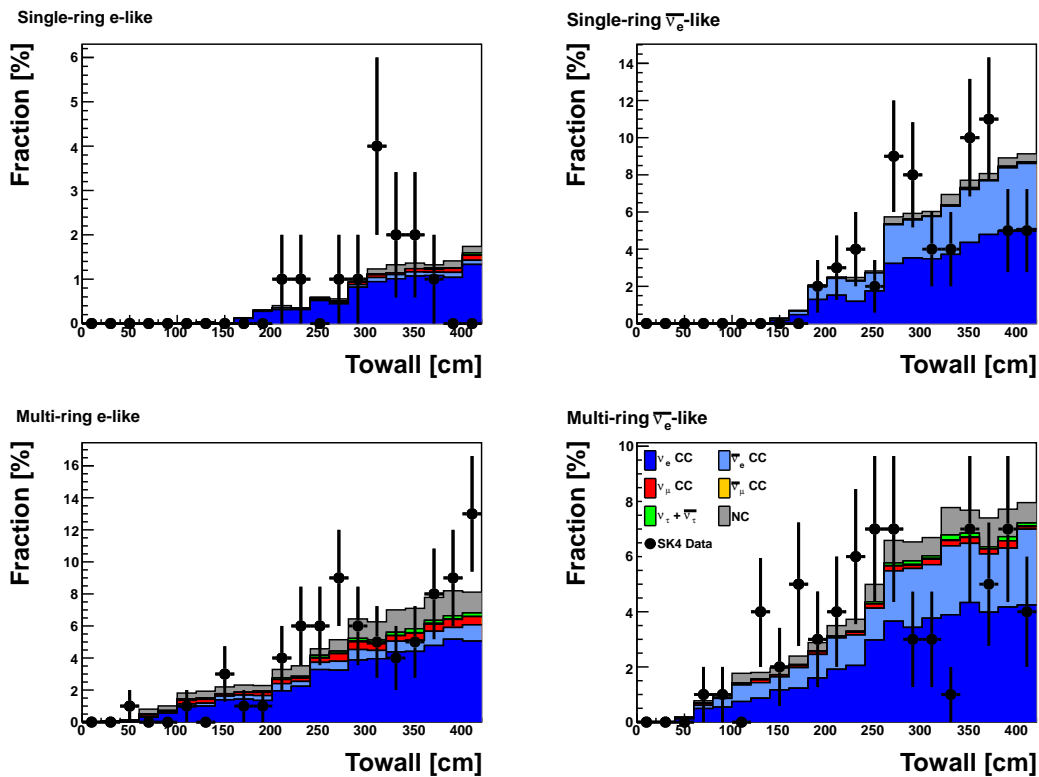 Single-ring e-like
Fraction [%]
6
5
4
3
2
1
0
0 50 100 150 200 250 300 350 400
Towall [cm]
Single-ring ν̅e-like
Fraction [%]
14
12
10
8
6
4
2
0
0 50 100 150 200 250 300 350 400
Towall [cm]
Multi-ring e-like
Fraction [%]
16
14
12
10
8
6
4
2
0
0 50 100 150 200 250 300 350 400
Towall [cm]
Multi-ring ν̅e-like
Fraction [%]
10
8
6
4
2
0
νe CC ν̅e CC
νμ CC ν̅μ CC
ντ + ν̅τ NC
SK4 Data
0 50 100 150 200 250 300 350 400
Towall [cm]